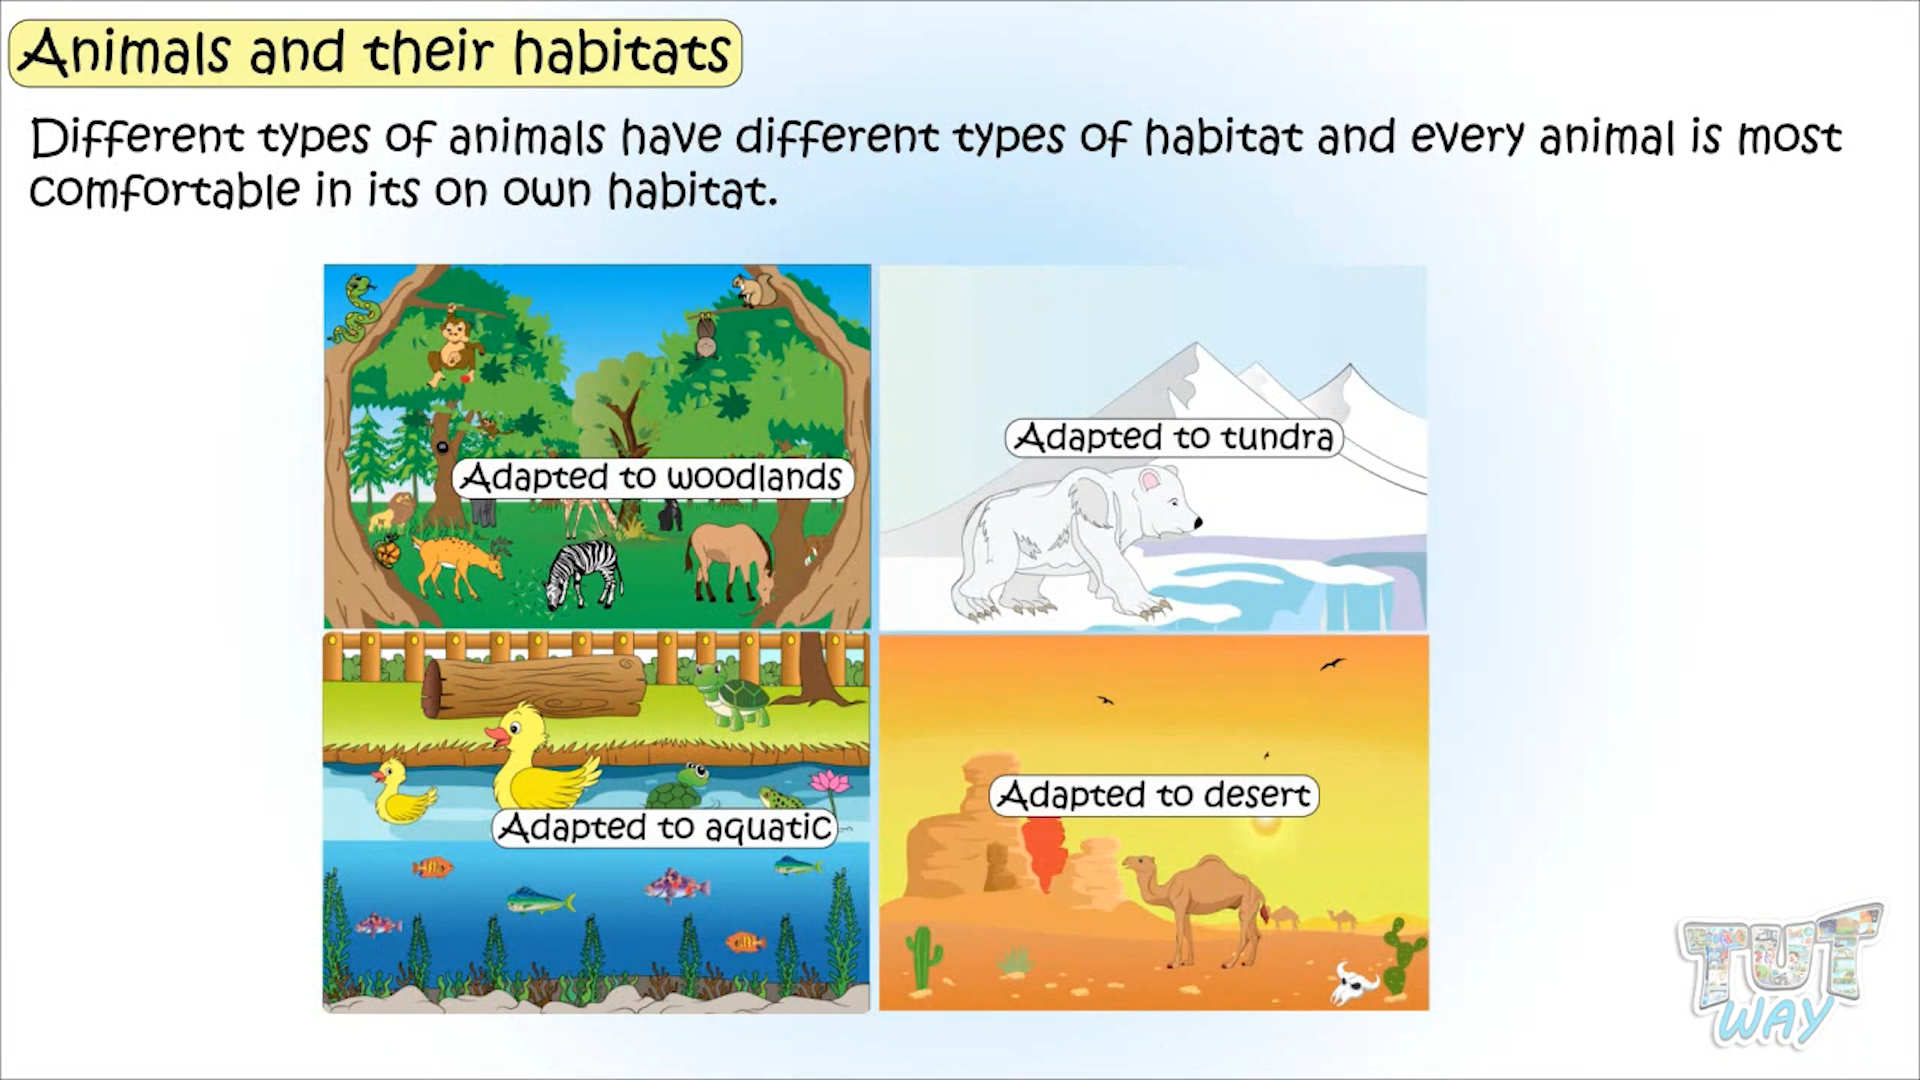 Animals and their habitats
Different types of animals have different types of habitat and every animal is most
comfortable in its on own habitat.
Adapted to woodlands
Adapted to tundra
Adapted to aquatic
Adapted to desert
TUT
WAY